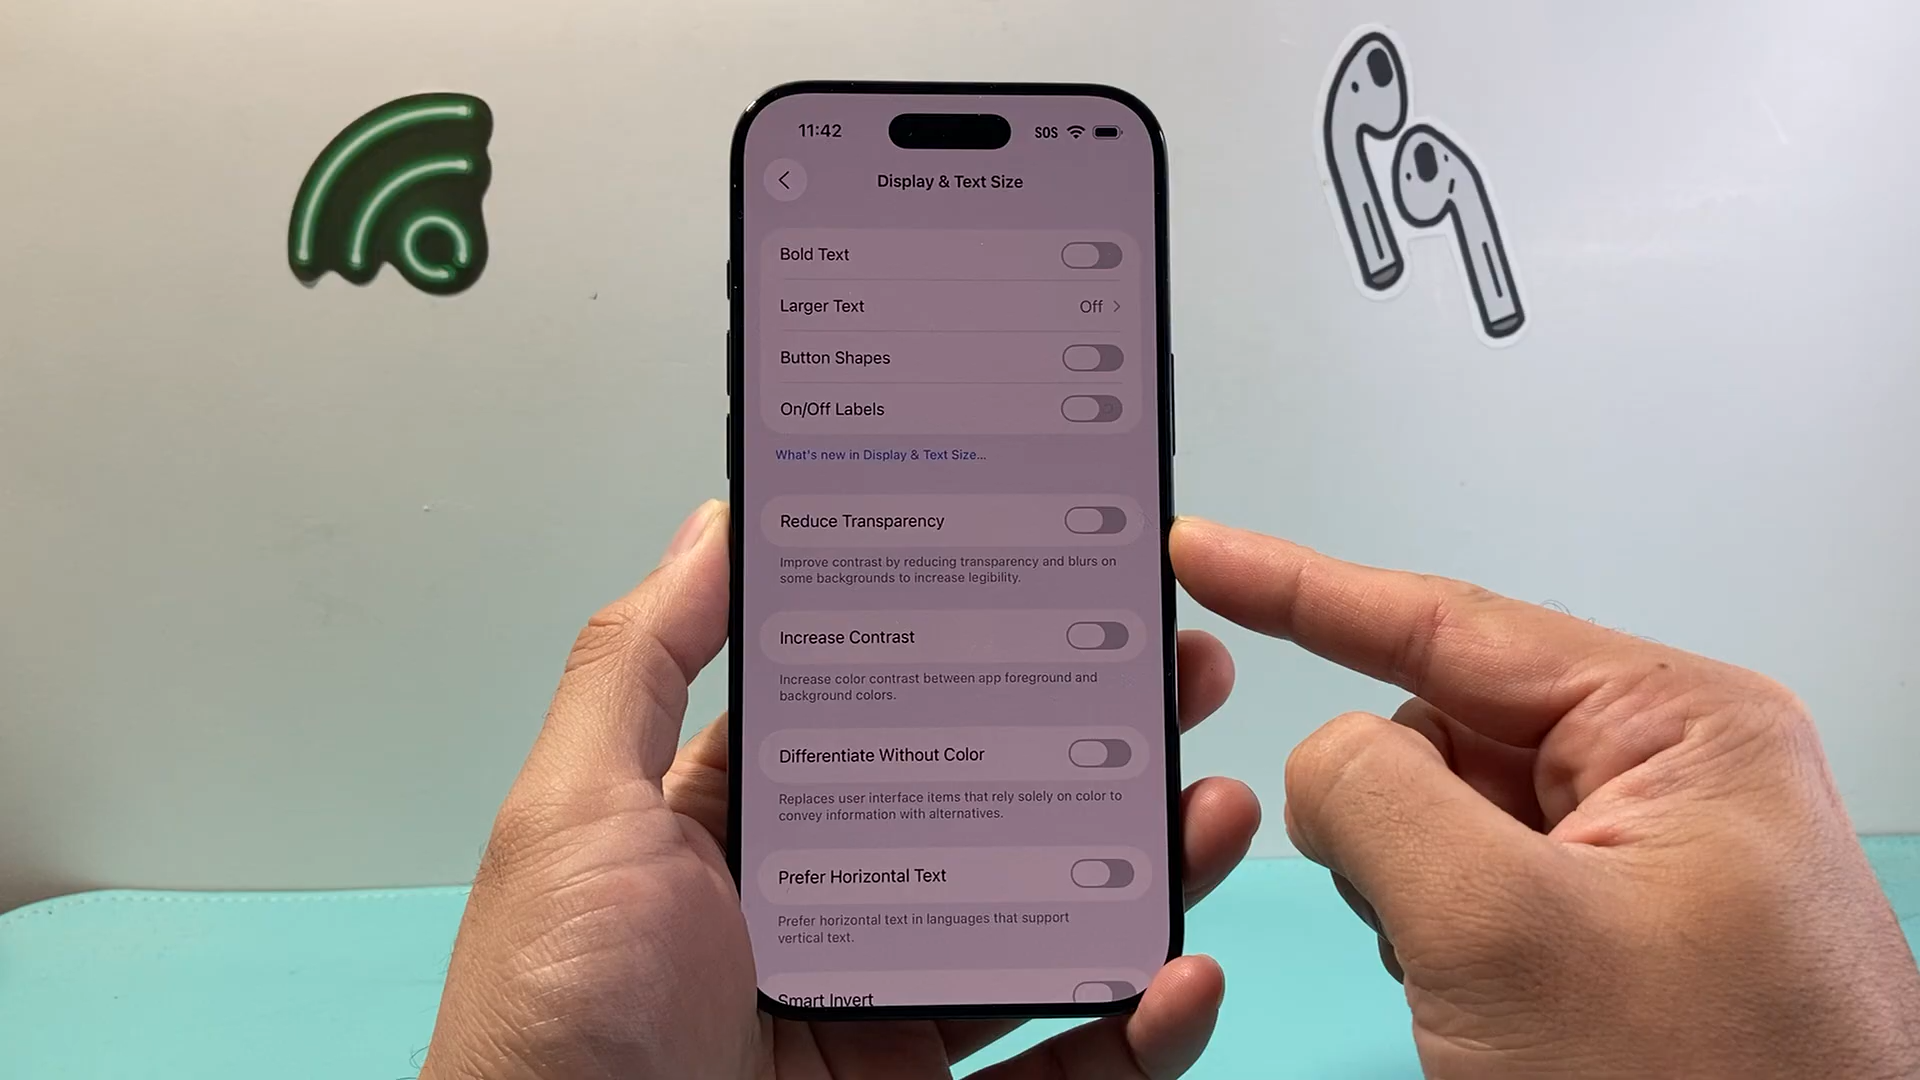 11:42
SOS
Display & Text Size
Bold Text
Larger Text Off
Button Shapes
On/Off Labels
What's new in Display & Text Size...
Reduce Transparency
Improve contrast by reducing transparency and blurs on
some backgrounds to increase legibility.
Increase Contrast
Increase color contrast between app foreground and
background colors.
Differentiate Without Color
Replaces user interface items that rely solely on color to
convey information with alternatives.
Prefer Horizontal Text
Prefer horizontal text in languages that support
vertical text.
Smart Invert